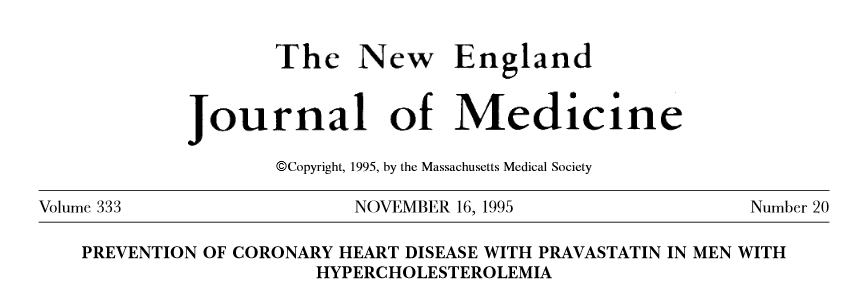 The New England
Journal of Medicine
©Copyright, 1995, by the Massachusetts Medical Society
Volume 333 NOVEMBER 16, 1995 Number 20
PREVENTION OF CORONARY HEART DISEASE WITH PRAVASTATIN IN MEN WITH
HYPERCHOLESTEROLEMIA